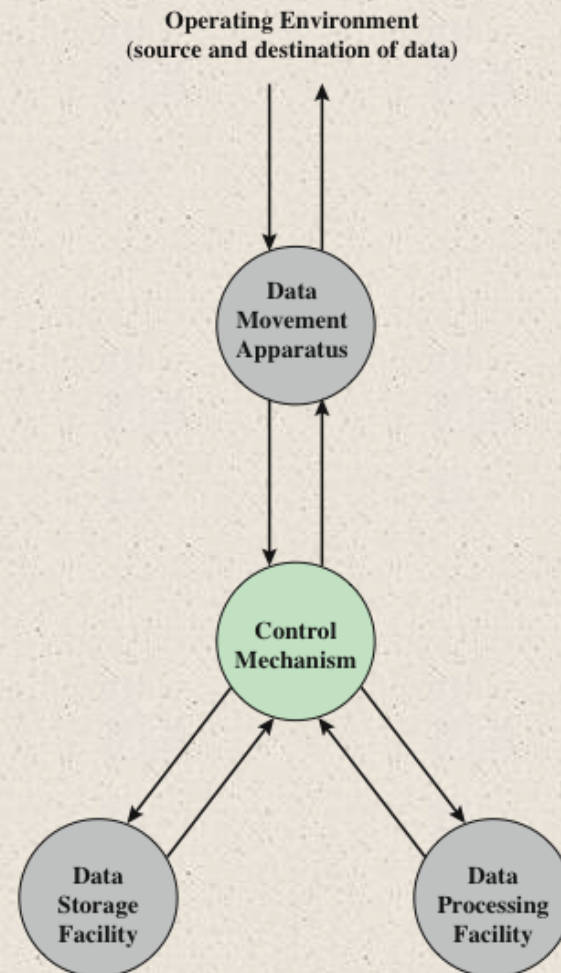 Operating Environment
(source and destination of data)
Data
Movement
Apparatus
Control
Mechanism
Data
Storage
Facility
Data
Processing
Facility